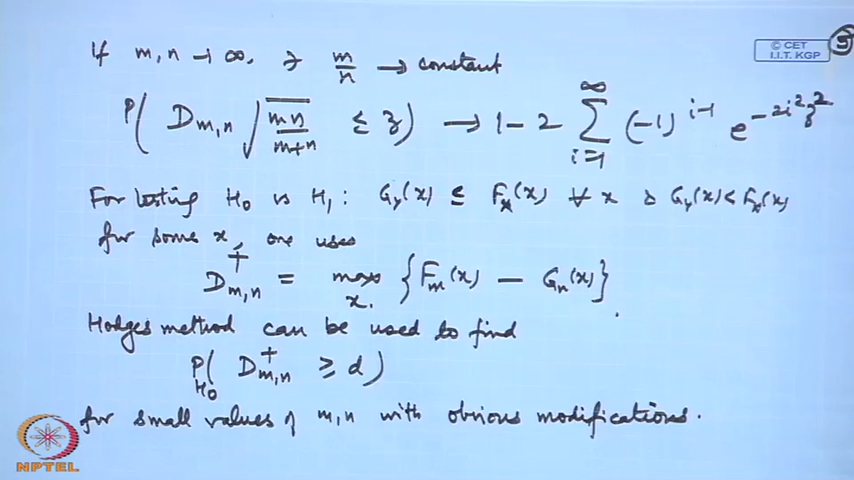 © CET
I.I.T. KGP
5
If m,n → ∞, ∋ m/n → constant
P( D_{m,n} √(mn/(m+n)) ≤ z ) → 1 - 2 ∑_{i=1}^{∞} (-1)^{i-1} e^{-2i²z²}
For testing H₀ vs H₁ : G_Y(x) ≤ F_X(x) ∀ x & G_Y(x) < F_X(x)
for some x, one uses
D⁺_{m,n} = max_x. { F_m(x) - G_n(x) }
Hodges method can be used to find
P_{H₀}( D⁺_{m,n} ≥ d )
for small values of m,n with obvious modifications.
NPTEL